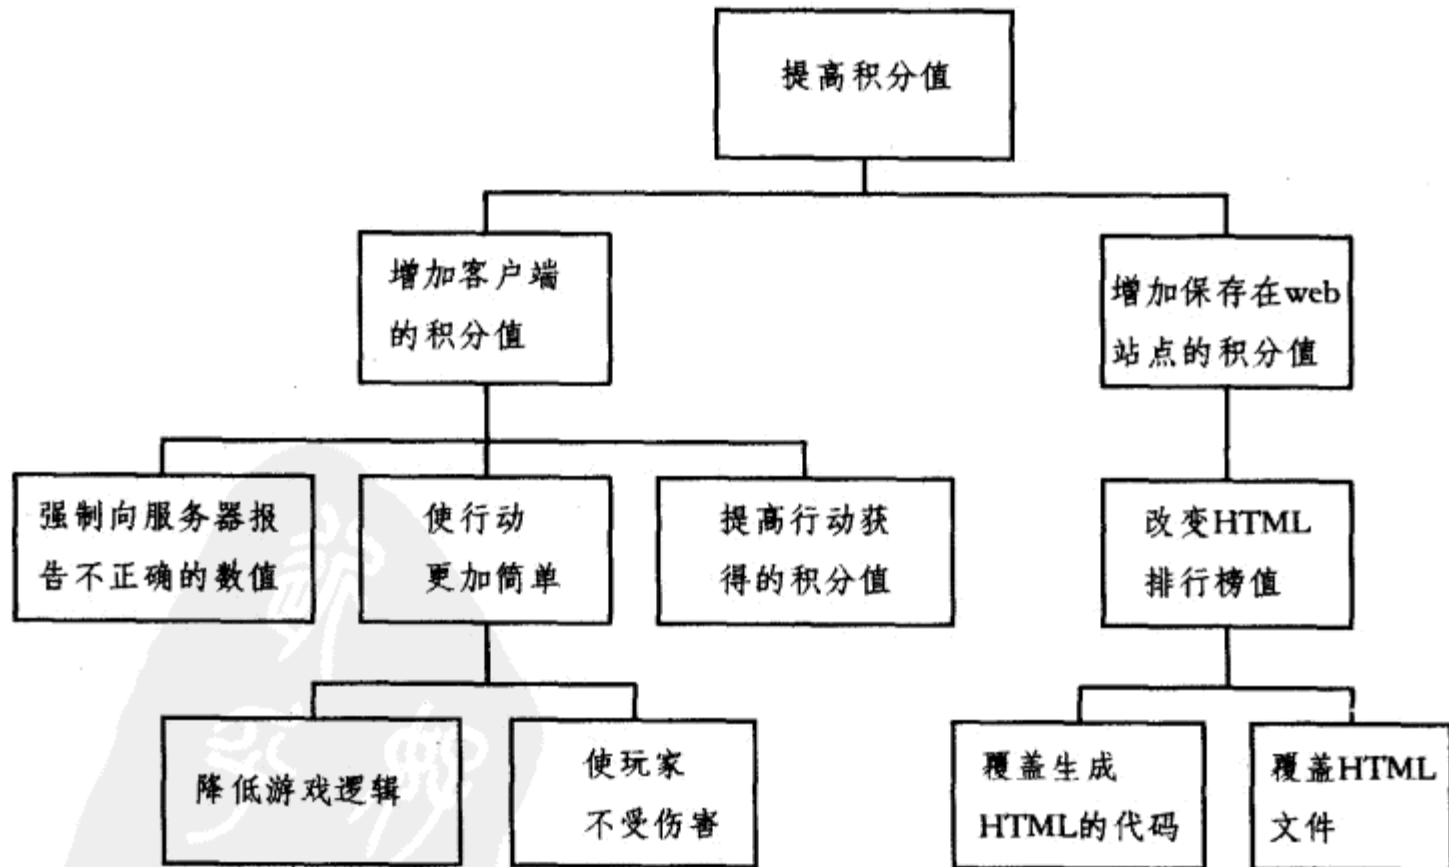 提高积分值
增加客户端
的积分值
增加保存在web
站点的积分值
强制向服务器报
告不正确的数值
使行动
更加简单
提高行动获
得的积分值
改变HTML
排行榜值
降低游戏逻辑
使玩家
不受伤害
覆盖生成
HTML的代码
覆盖HTML
文件